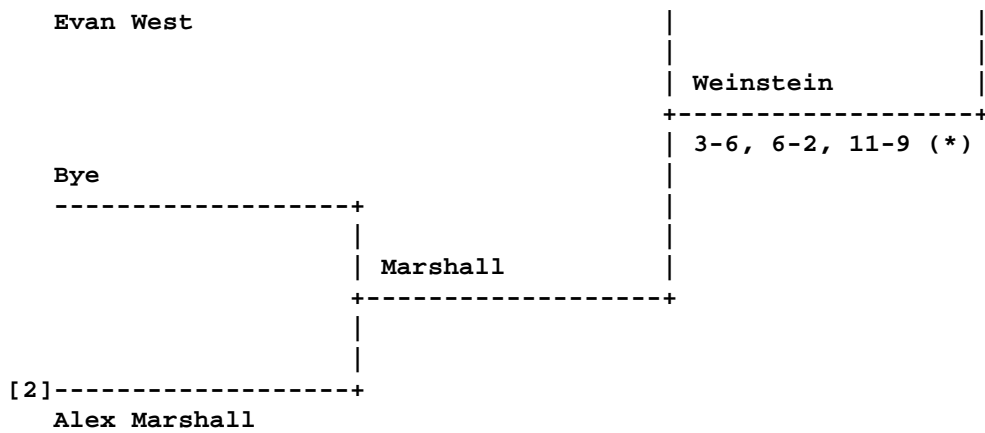 Evan West
Weinstein
3-6, 6-2, 11-9 (*)
Bye
Marshall
[2]
Alex Marshall